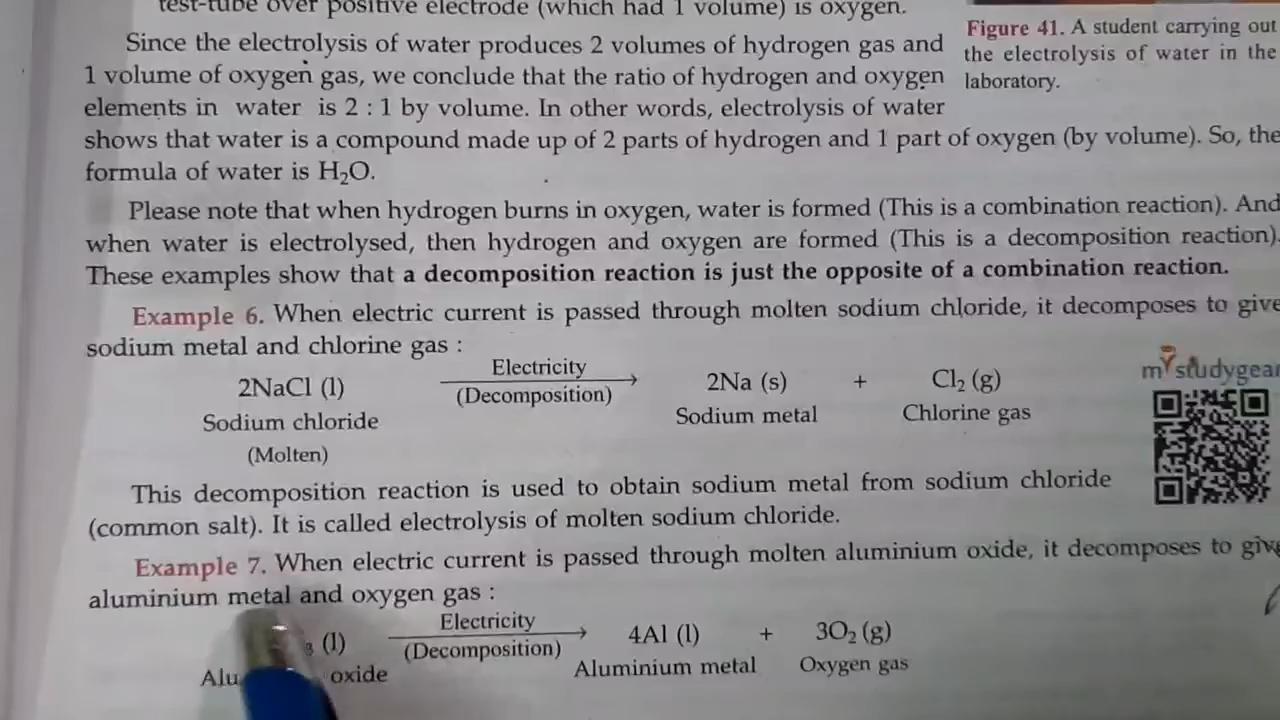 test-tube over positive electrode (which had 1 volume) is oxygen.
Since the electrolysis of water produces 2 volumes of hydrogen gas and
1 volume of oxygen gas, we conclude that the ratio of hydrogen and oxygen
elements in water is 2 : 1 by volume. In other words, electrolysis of water
shows that water is a compound made up of 2 parts of hydrogen and 1 part of oxygen (by volume). So, the
formula of water is H₂O.
Figure 41. A student carrying out
the electrolysis of water in the
laboratory.
Please note that when hydrogen burns in oxygen, water is formed (This is a combination reaction). And
when water is electrolysed, then hydrogen and oxygen are formed (This is a decomposition reaction).
These examples show that a decomposition reaction is just the opposite of a combination reaction.
Example 6. When electric current is passed through molten sodium chloride, it decomposes to give
sodium metal and chlorine gas :
Electricity
2NaCl (l) → 2Na (s) + Cl₂ (g)
(Decomposition)
Sodium chloride Sodium metal Chlorine gas
(Molten)
mystudygear
This decomposition reaction is used to obtain sodium metal from sodium chloride
(common salt). It is called electrolysis of molten sodium chloride.
Example 7. When electric current is passed through molten aluminium oxide, it decomposes to give
aluminium metal and oxygen gas :
Electricity
₃ (l) → 4Al (l) + 3O₂ (g)
(Decomposition)
oxide Aluminium metal Oxygen gas